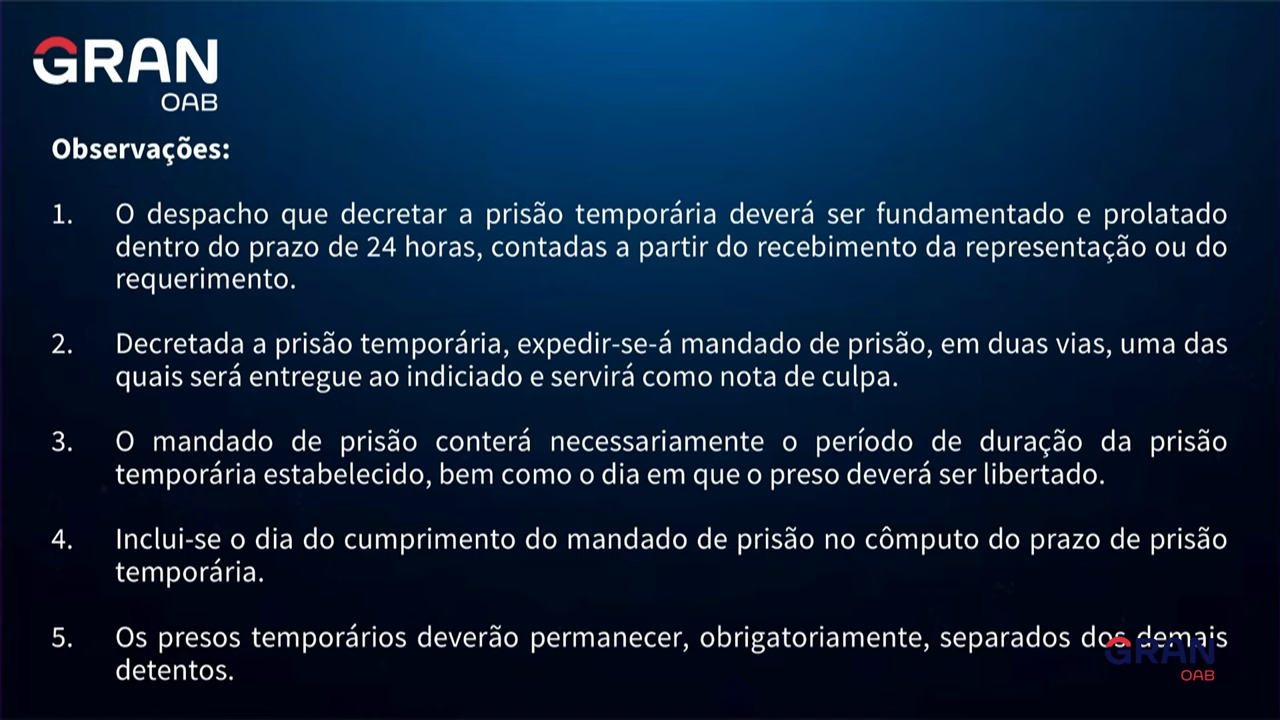 GRAN
OAB
Observações:
1. O despacho que decretar a prisão temporária deverá ser fundamentado e prolatado
dentro do prazo de 24 horas, contadas a partir do recebimento da representação ou do
requerimento.
2. Decretada a prisão temporária, expedir-se-á mandado de prisão, em duas vias, uma das
quais será entregue ao indiciado e servirá como nota de culpa.
3. O mandado de prisão conterá necessariamente o período de duração da prisão
temporária estabelecido, bem como o dia em que o preso deverá ser libertado.
4. Inclui-se o dia do cumprimento do mandado de prisão no cômputo do prazo de prisão
temporária.
5. Os presos temporários deverão permanecer, obrigatoriamente, separados dos demais
detentos.
GRAN
OAB